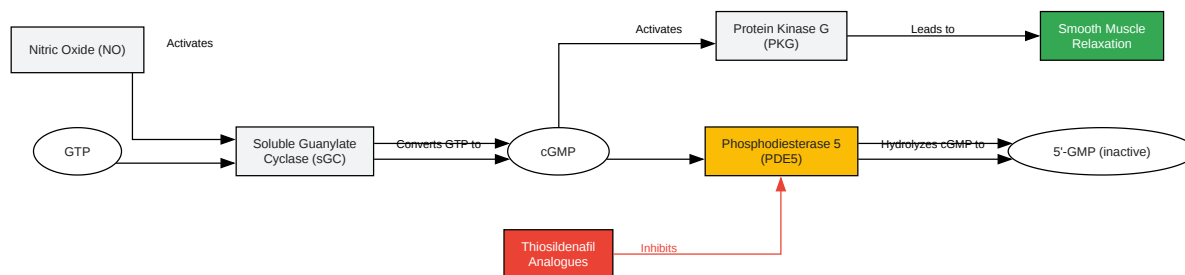 Nitric Oxide (NO)
Activates
Activates
Protein Kinase G
(PKG)
Leads to
Smooth Muscle
Relaxation
GTP
Soluble Guanylate
Cyclase (sGC)
Converts GTP to
cGMP
Phosphodiesterase 5
(PDE5)
Hydrolyzes cGMP to
5'-GMP (inactive)
Thiosildenafil
Analogues
Inhibits